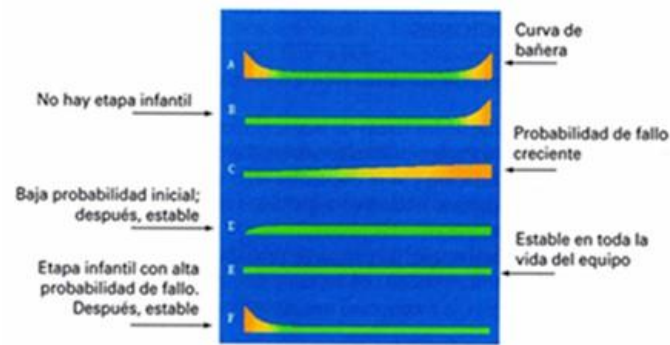 Curva de
bañera
A
No hay etapa infantil
B
Probabilidad de fallo
creciente
C
Baja probabilidad inicial;
después, estable
Σ
Estable en toda la
vida del equipo
E
Etapa infantil con alta
probabilidad de fallo.
Después, estable
F